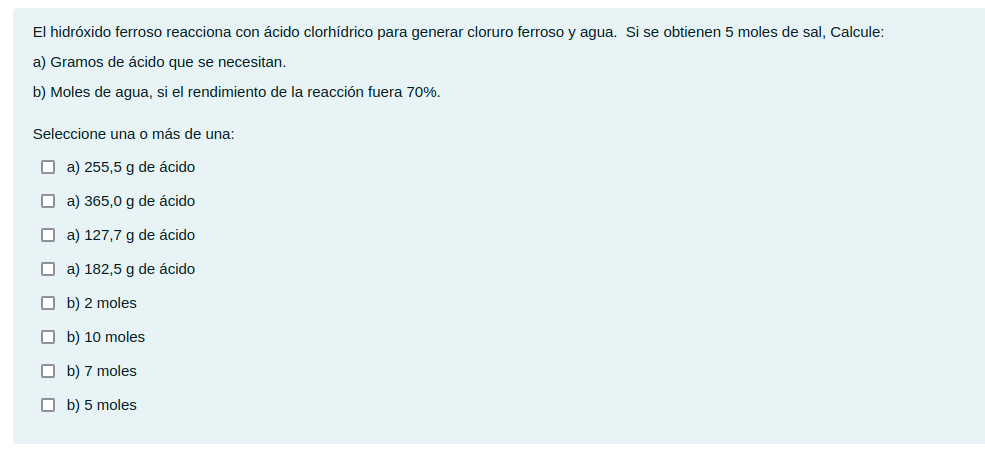 El hidróxido ferroso reacciona con ácido clorhídrico para generar cloruro ferroso y agua.  Si se obtienen 5 moles de sal, Calcule:
a) Gramos de ácido que se necesitan.
b) Moles de agua, si el rendimiento de la reacción fuera 70%.
Seleccione una o más de una:
a) 255,5 g de ácido
a) 365,0 g de ácido
a) 127,7 g de ácido
a) 182,5 g de ácido
b) 2 moles
b) 10 moles
b) 7 moles
b) 5 moles